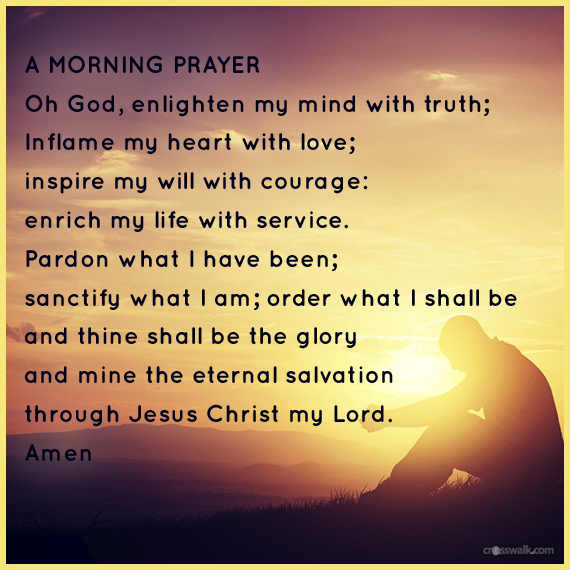 A MORNING PRAYER
Oh God, enlighten my mind with truth;
Inflame my heart with love;
inspire my will with courage:
enrich my life with service.
Pardon what I have been;
sanctify what I am; order what I shall be
and thine shall be the glory
and mine the eternal salvation
through Jesus Christ my Lord.
Amen
crosswalk.com